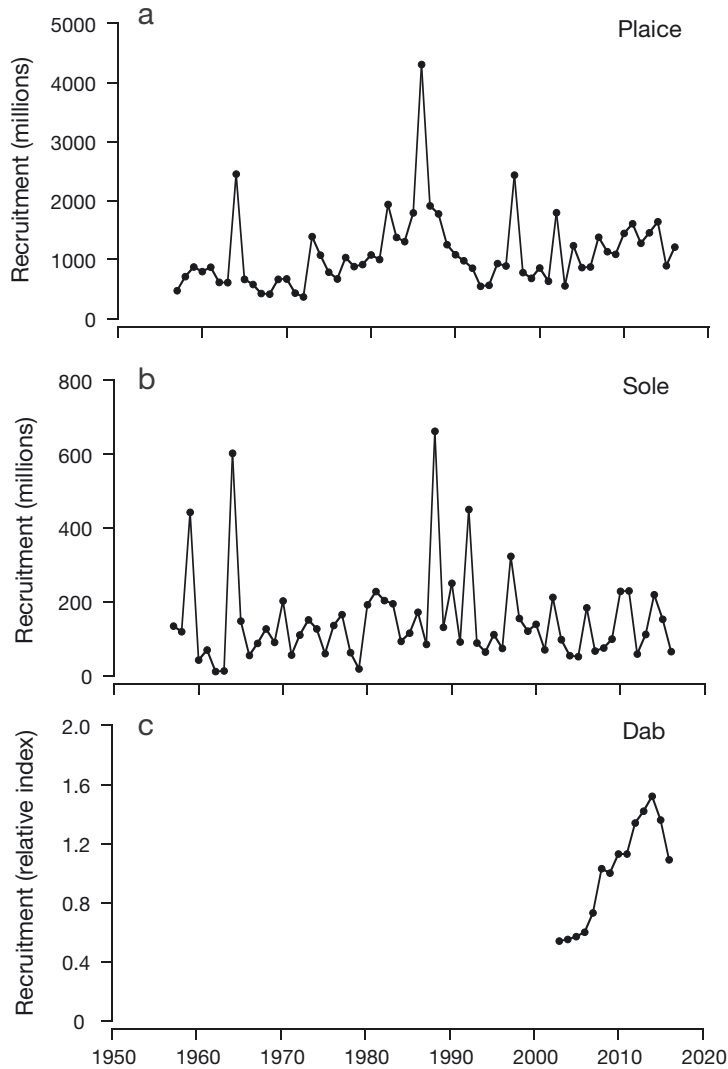 a
Plaice
5000
4000
3000
2000
1000
0
Recruitment (millions)
b
Sole
800
600
400
200
0
Recruitment (millions)
c
Dab
2.0
1.6
1.2
0.8
0.4
0
Recruitment (relative index)
1950 1960 1970 1980 1990 2000 2010 2020